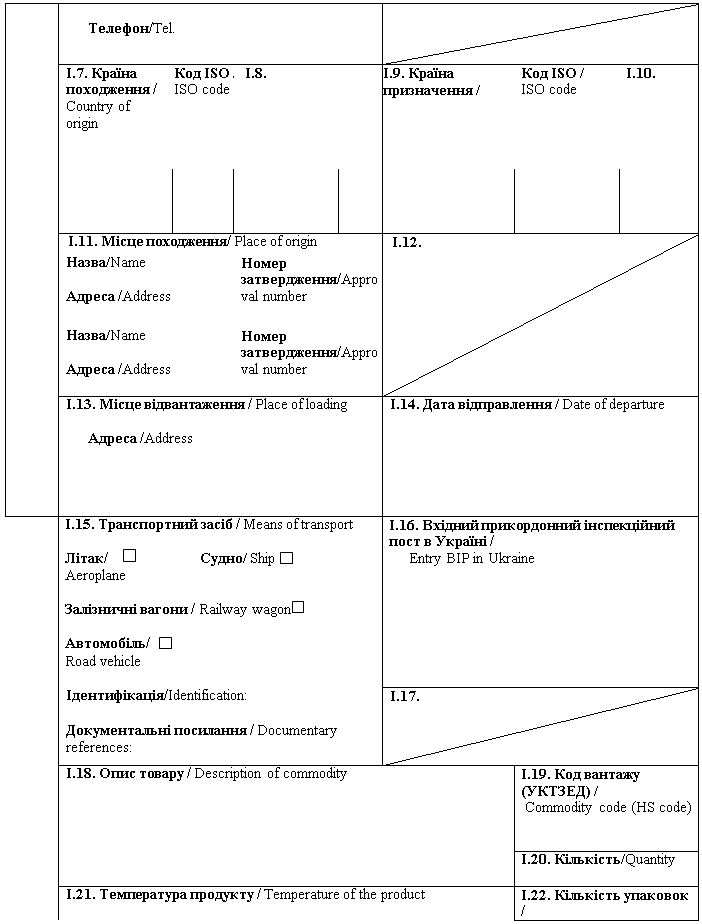 Телефон/Tel.
I.7. Країна походження /
Country of origin
Код ISO .
ISO code
I.8.
I.9. Країна призначення /
Код ISO /
ISO code
I.10.
I.11. Місце походження/ Place of origin
Назва/Name
Номер
затвердження/Appro
Адреса /Address
val number
Назва/Name
Номер
затвердження/Appro
Адреса /Address
val number
I.12.
I.13. Місце відвантаження / Place of loading
Адреса /Address
I.14. Дата відправлення / Date of departure
I.15. Транспортний засіб / Means of transport
Літак/
Судно/ Ship
Aeroplane
Залізничні вагони / Railway wagon
Автомобіль/
Road vehicle
Ідентифікація/Identification:
Документальні посилання / Documentary
references:
I.16. Вхідний прикордонний інспекційний
пост в Україні /
Entry BIP in Ukraine
I.17.
I.18. Опис товару / Description of commodity
I.19. Код вантажу
(УКТЗЕД) /
Commodity code (HS code)
I.20. Кількість/Quantity
I.21. Температура продукту / Temperature of the product
I.22. Кількість упаковок
/